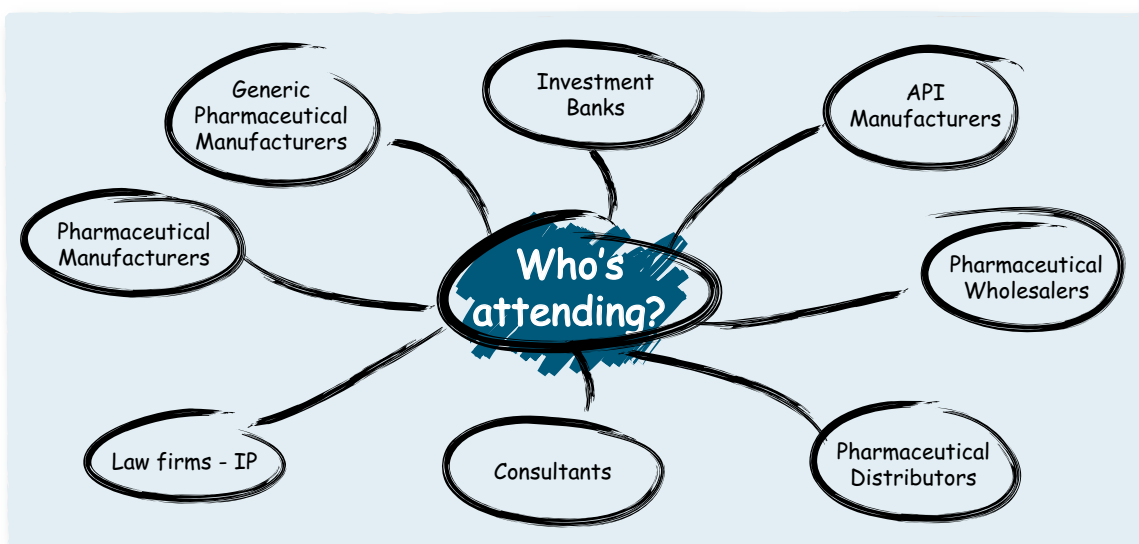 Generic
Pharmaceutical
Manufacturers
Investment
Banks
API
Manufacturers
Pharmaceutical
Manufacturers
Who's
attending?
Pharmaceutical
Wholesalers
Law firms - IP
Consultants
Pharmaceutical
Distributors